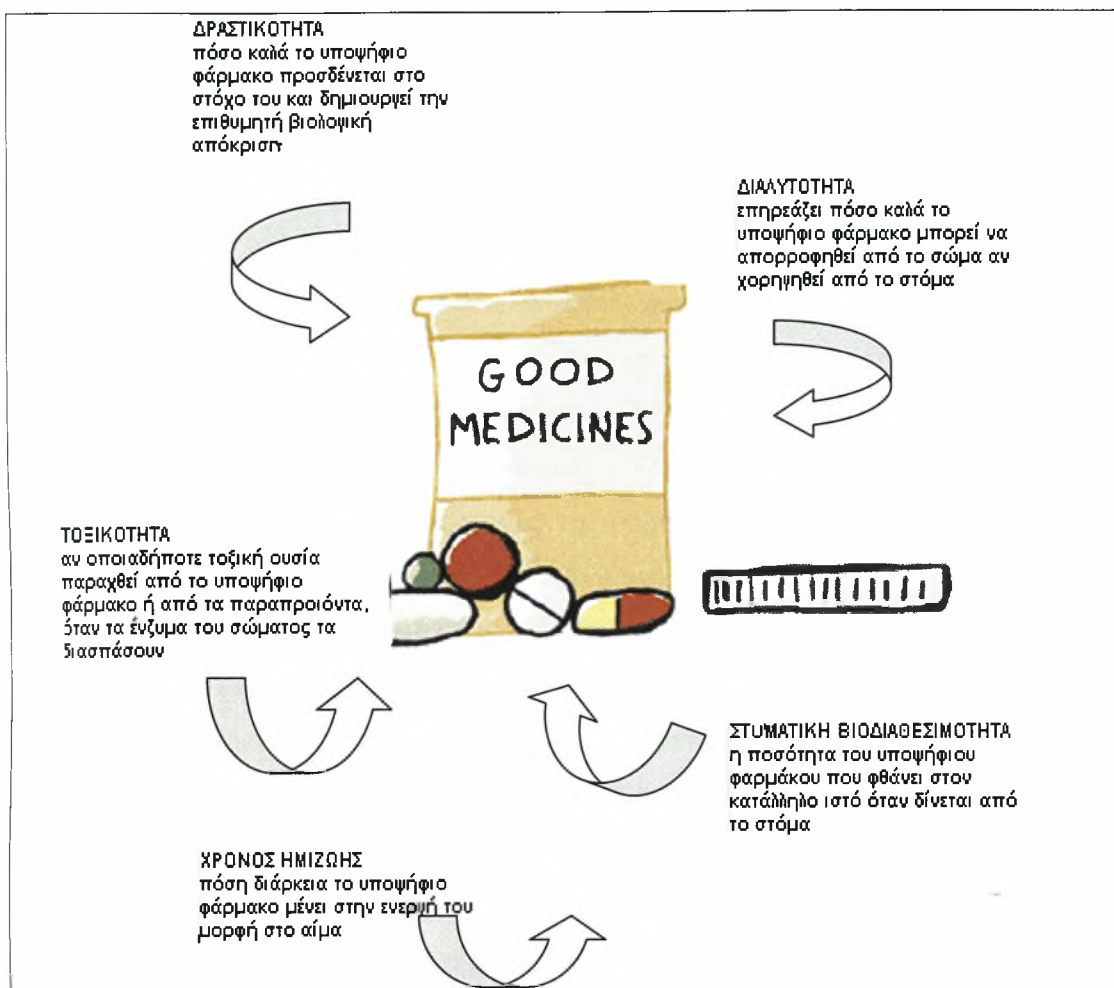 ΔΡΑΣΤΙΚΟΤΗΤΑ
πόσο καλά το υποψήφιο
φάρμακο προσδένεται στο
στόχο του και δημιουργεί την
επιθυμητή βιολογική
απόκριση
ΔΙΑΛΥΤΟΤΗΤΑ
επηρεάζει πόσο καλά το
υποψήφιο φάρμακο μπορεί να
απορροφηθεί από το σώμα αν
χορηγηθεί από το στόμα
GOOD
MEDICINES
ΤΟΞΙΚΟΤΗΤΑ
αν οποιαδήποτε τοξική ουσία
παραχθεί από το υποψήφιο
φάρμακο ή από τα παραπροιόντα,
όταν τα ένζυμα του σώματος τα
διασπάσουν
ΣΤΟΜΑΤΙΚΗ ΒΙΟΔΙΑΘΕΣΙΜΟΤΗΤΑ
η ποσότητα του υποψήφιου
φαρμάκου που φθάνει στον
κατάλληλο ιστό όταν δίνεται από
το στόμα
ΧΡΟΝΟΣ ΗΜΙΖΩΗΣ
πόση διάρκεια το υποψήφιο
φάρμακο μένει στην ενεργή του
μορφή στο αίμα